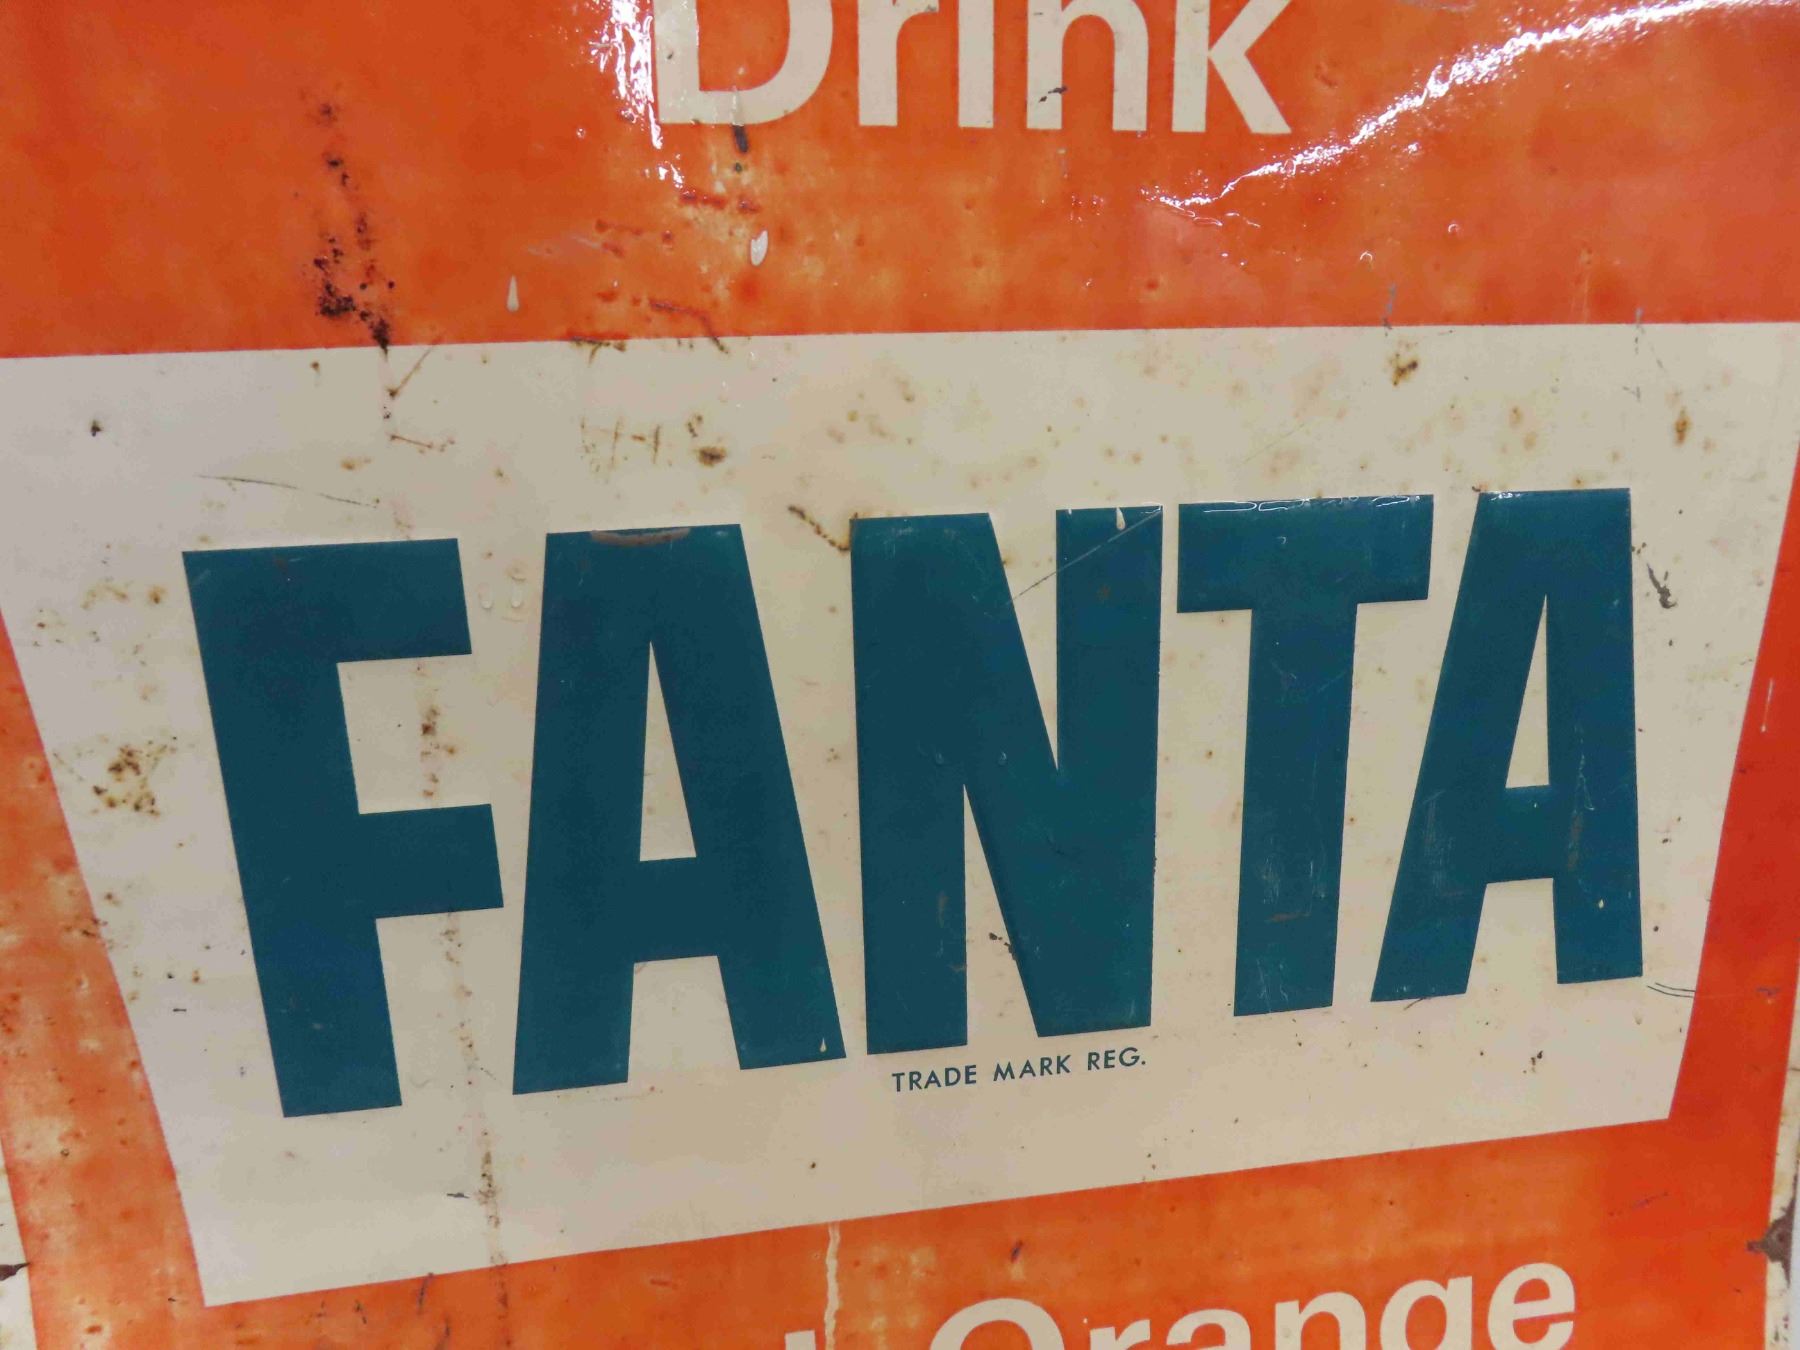 Drink
FANTA
TRADE MARK REG.
Orange